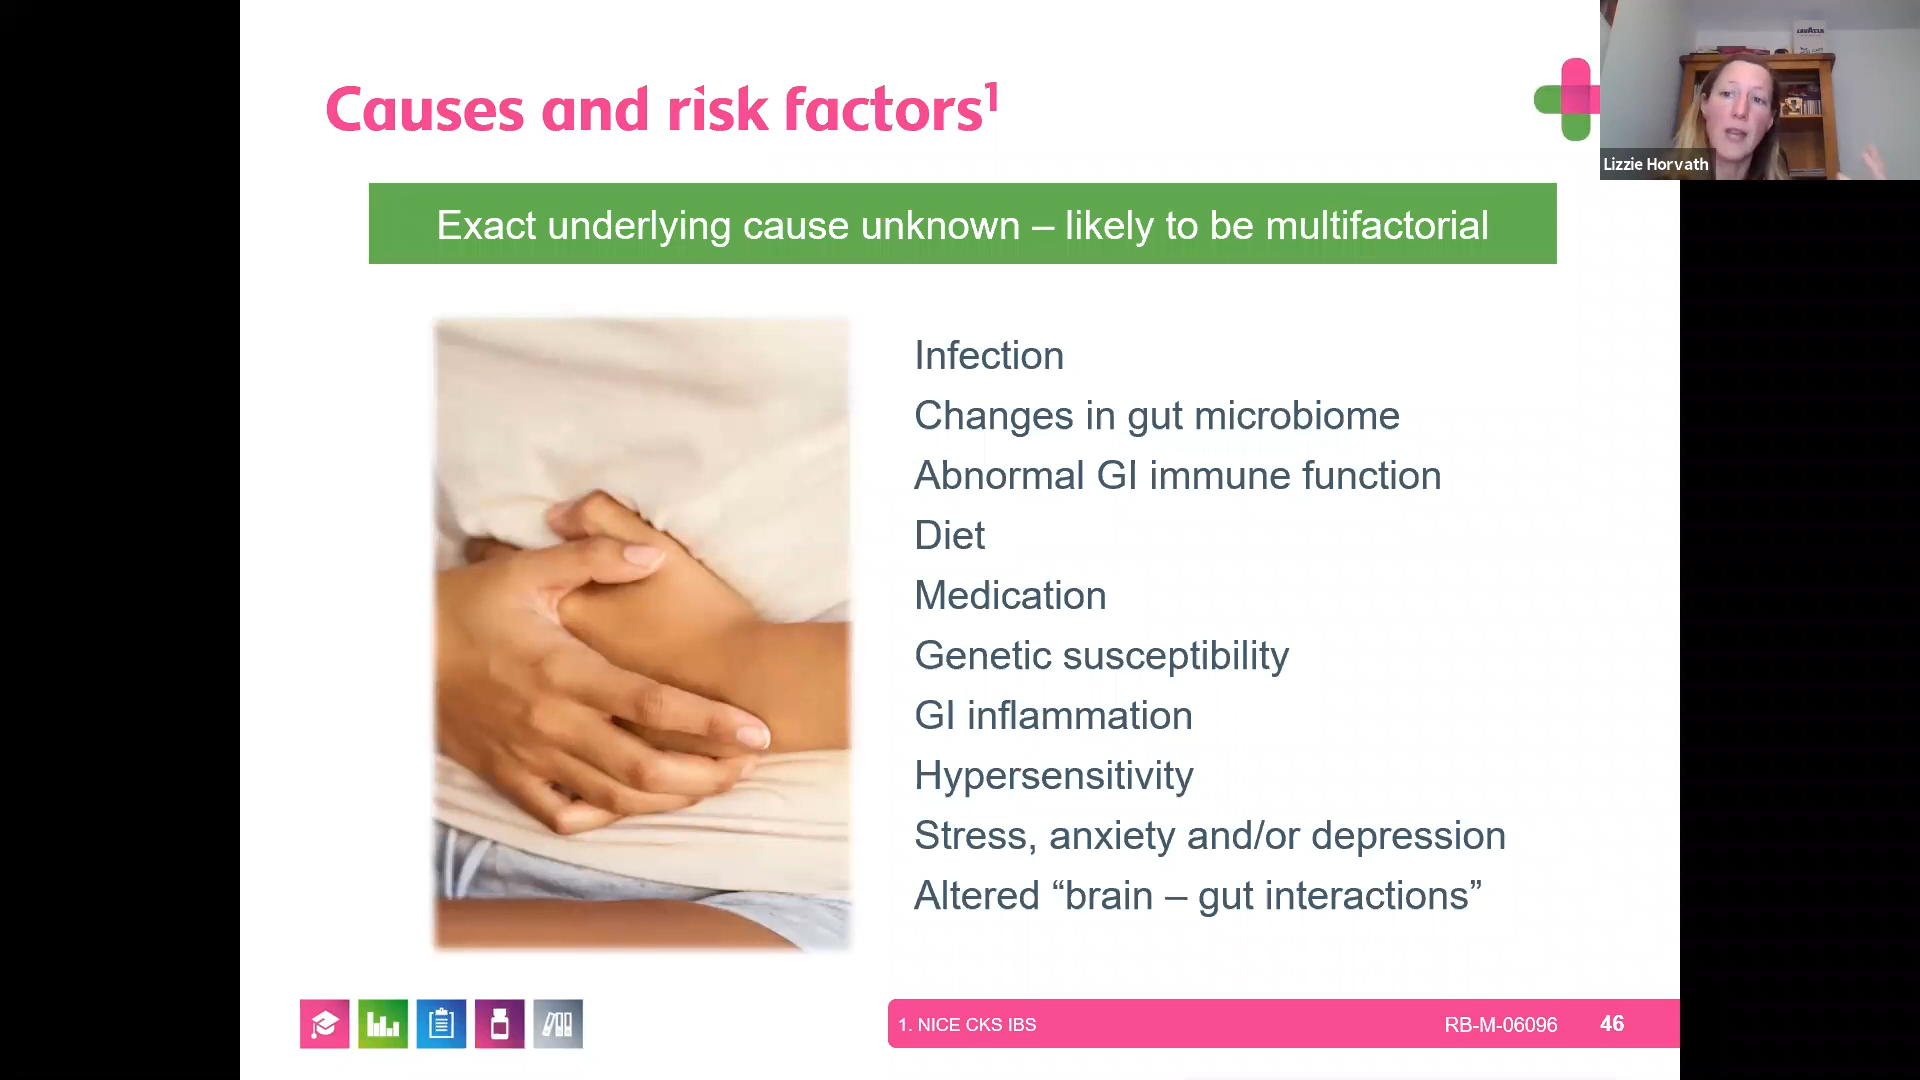 Causes and risk factors¹
LAVAZZA
Lizzie Horvath
Exact underlying cause unknown – likely to be multifactorial
Infection
Changes in gut microbiome
Abnormal GI immune function
Diet
Medication
Genetic susceptibility
GI inflammation
Hypersensitivity
Stress, anxiety and/or depression
Altered “brain – gut interactions”
1. NICE CKS IBS
RB-M-06096
46